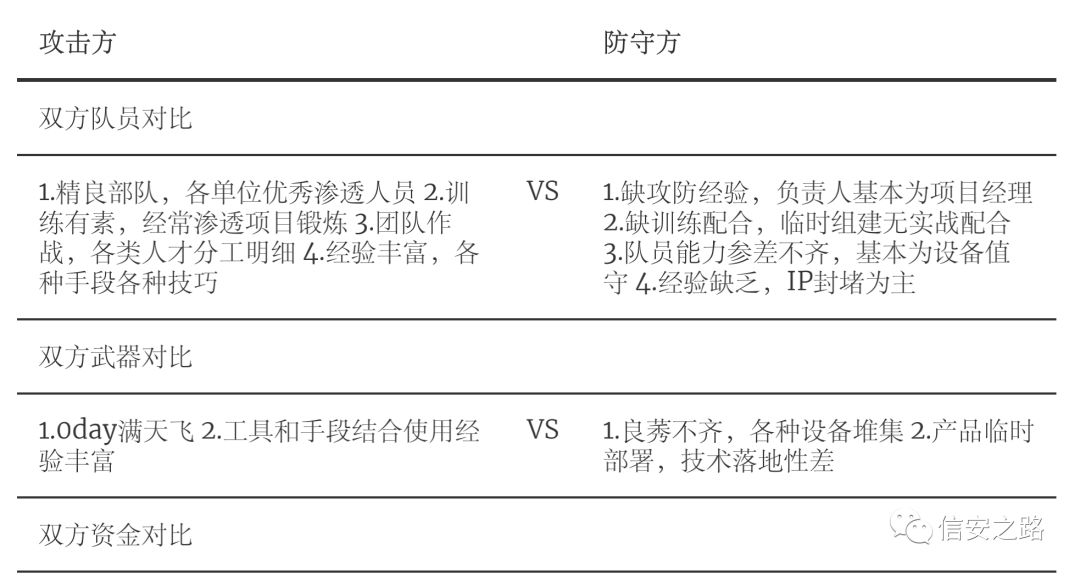 攻击方
防守方
双方队员对比
1.精良部队，各单位优秀渗透人员 2.训
练有素，经常渗透项目锻炼 3.团队作
战，各类人才分工明细 4.经验丰富，各
种手段各种技巧
VS
1.缺攻防经验，负责人基本为项目经理
2.缺训练配合，临时组建无实战配合
3.队员能力参差不齐，基本为设备值
守 4.经验缺乏，IP封堵为主
双方武器对比
1.0day满天飞 2.工具和手段结合使用经
验丰富
VS
1.良莠不齐，各种设备堆集 2.产品临时
部署，技术落地性差
双方资金对比
信安之路